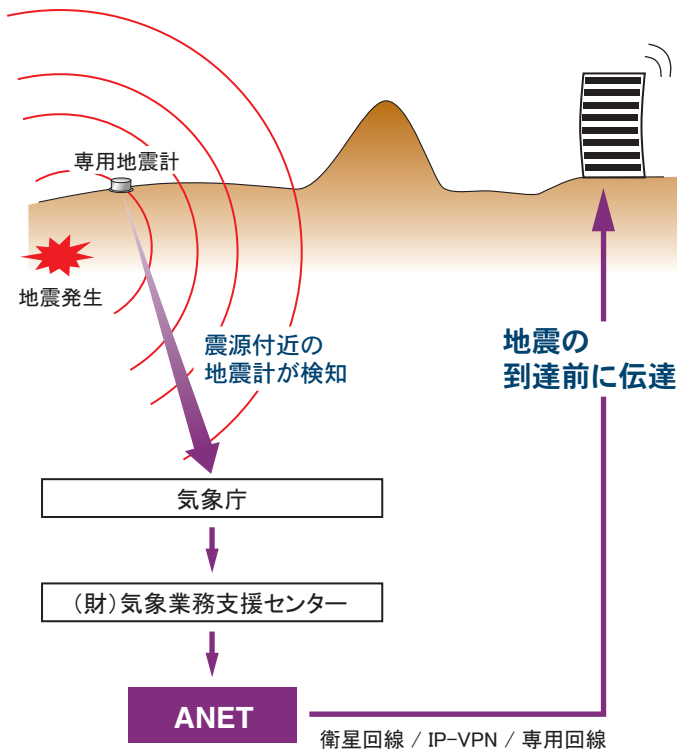 専用地震計
地震発生
震源付近の
地震計が検知
地震の
到達前に伝達
気象庁
（財）気象業務支援センター
ANET
衛星回線 / IP-VPN / 専用回線